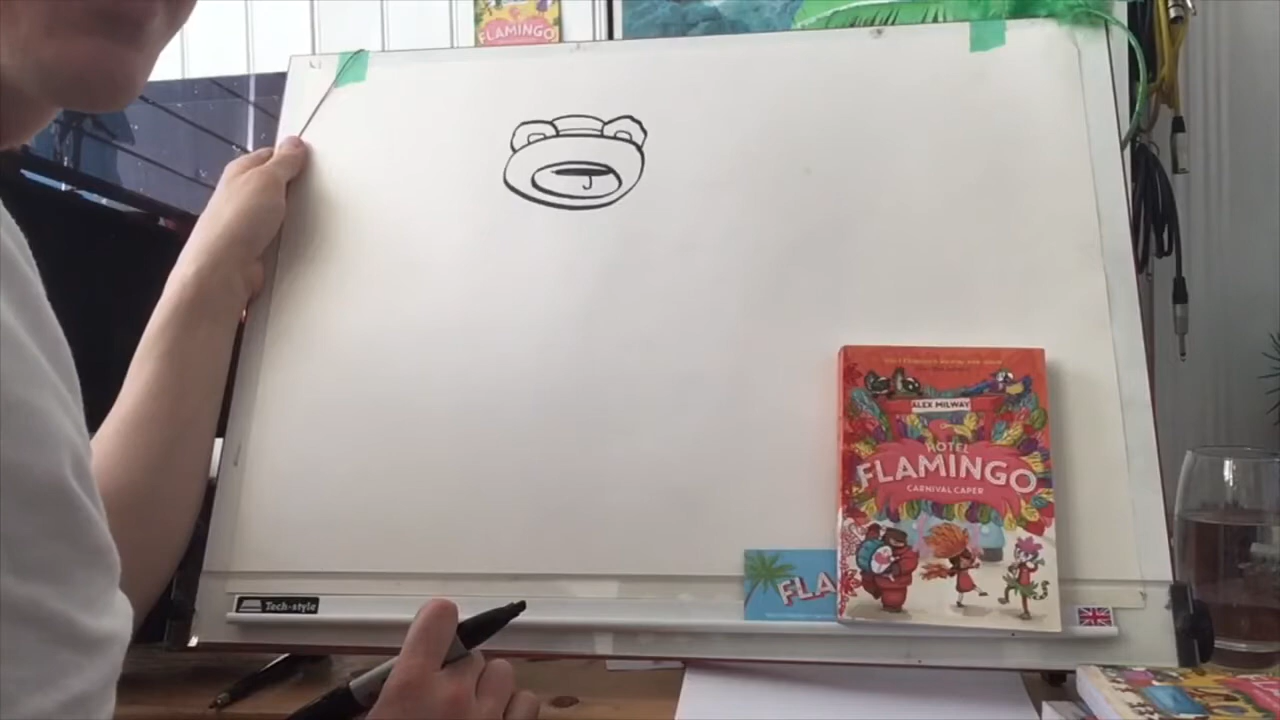 FLAMINGO
ALEX MILWAY
HOTEL
FLAMINGO
CARNIVAL CAPER
FLA
Tech-style